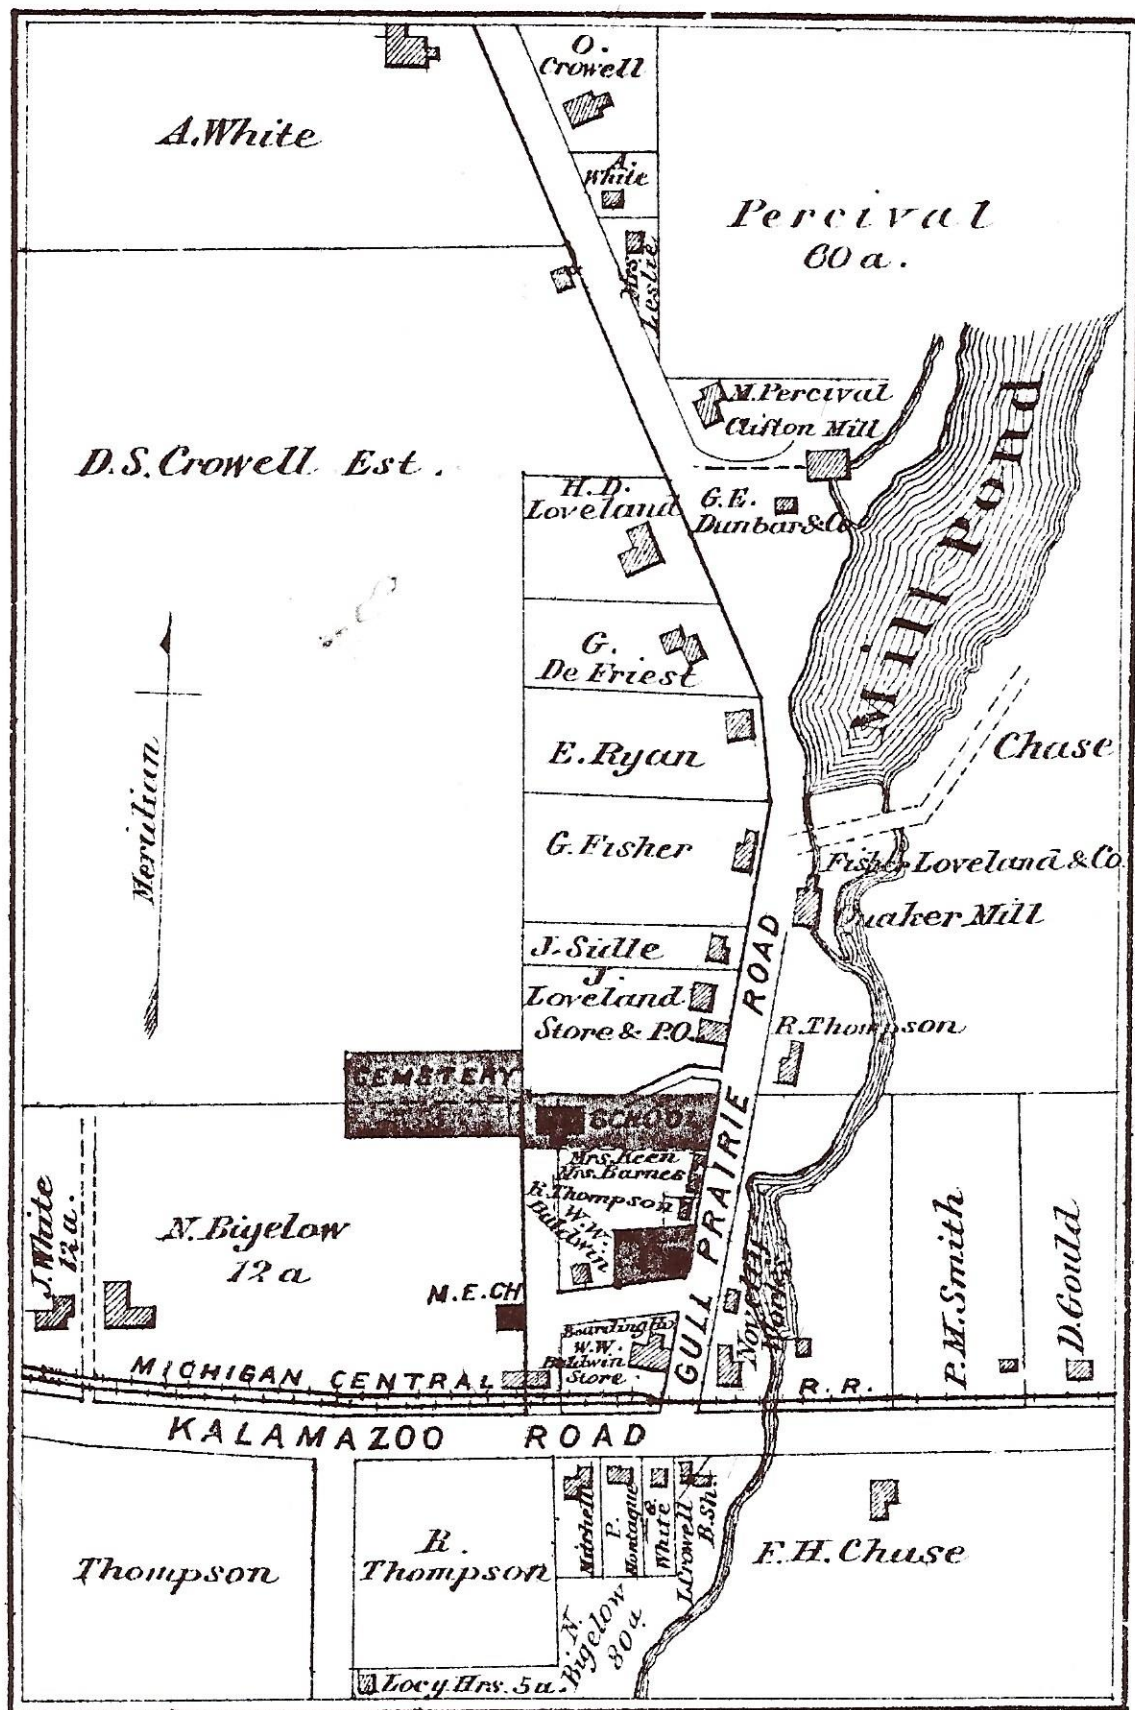 O.
Crowell
A. White
A.
White
Percival
60 a.
Mrs.
Leslie
M. Percival
Clifton Mill
D.S. Crowell Est.
H. D.
Loveland
G. E.
Dunbar & Co
Mill Pond
G.
De Friest
Meridian
E. Ryan
Chase
G. Fisher
Fisher Loveland & Co.
Quaker Mill
J. Sidle
J.
Loveland
Store & P.O.
R. Thompson
CEMETERY
SCHOOL
GULL PRAIRIE ROAD
Mrs. Keen
Mrs. Barnes
R. Thompson
W. W.
Baldwin
J. White
12 a.
N. Bigelow
12 a
M.E. CH
Novelty
Works
P. M. Smith
D. Gould
Boarding Ho
W. W.
Baldwin
Store
MICHIGAN CENTRAL R. R.
KALAMAZOO ROAD
Thompson
R.
Thompson
Mitchell
P.
Montague
White
L. Crowell
B. Sh.
F. H. Chase
N.
Bigelow
80 a
Locy Hrs. 5a.